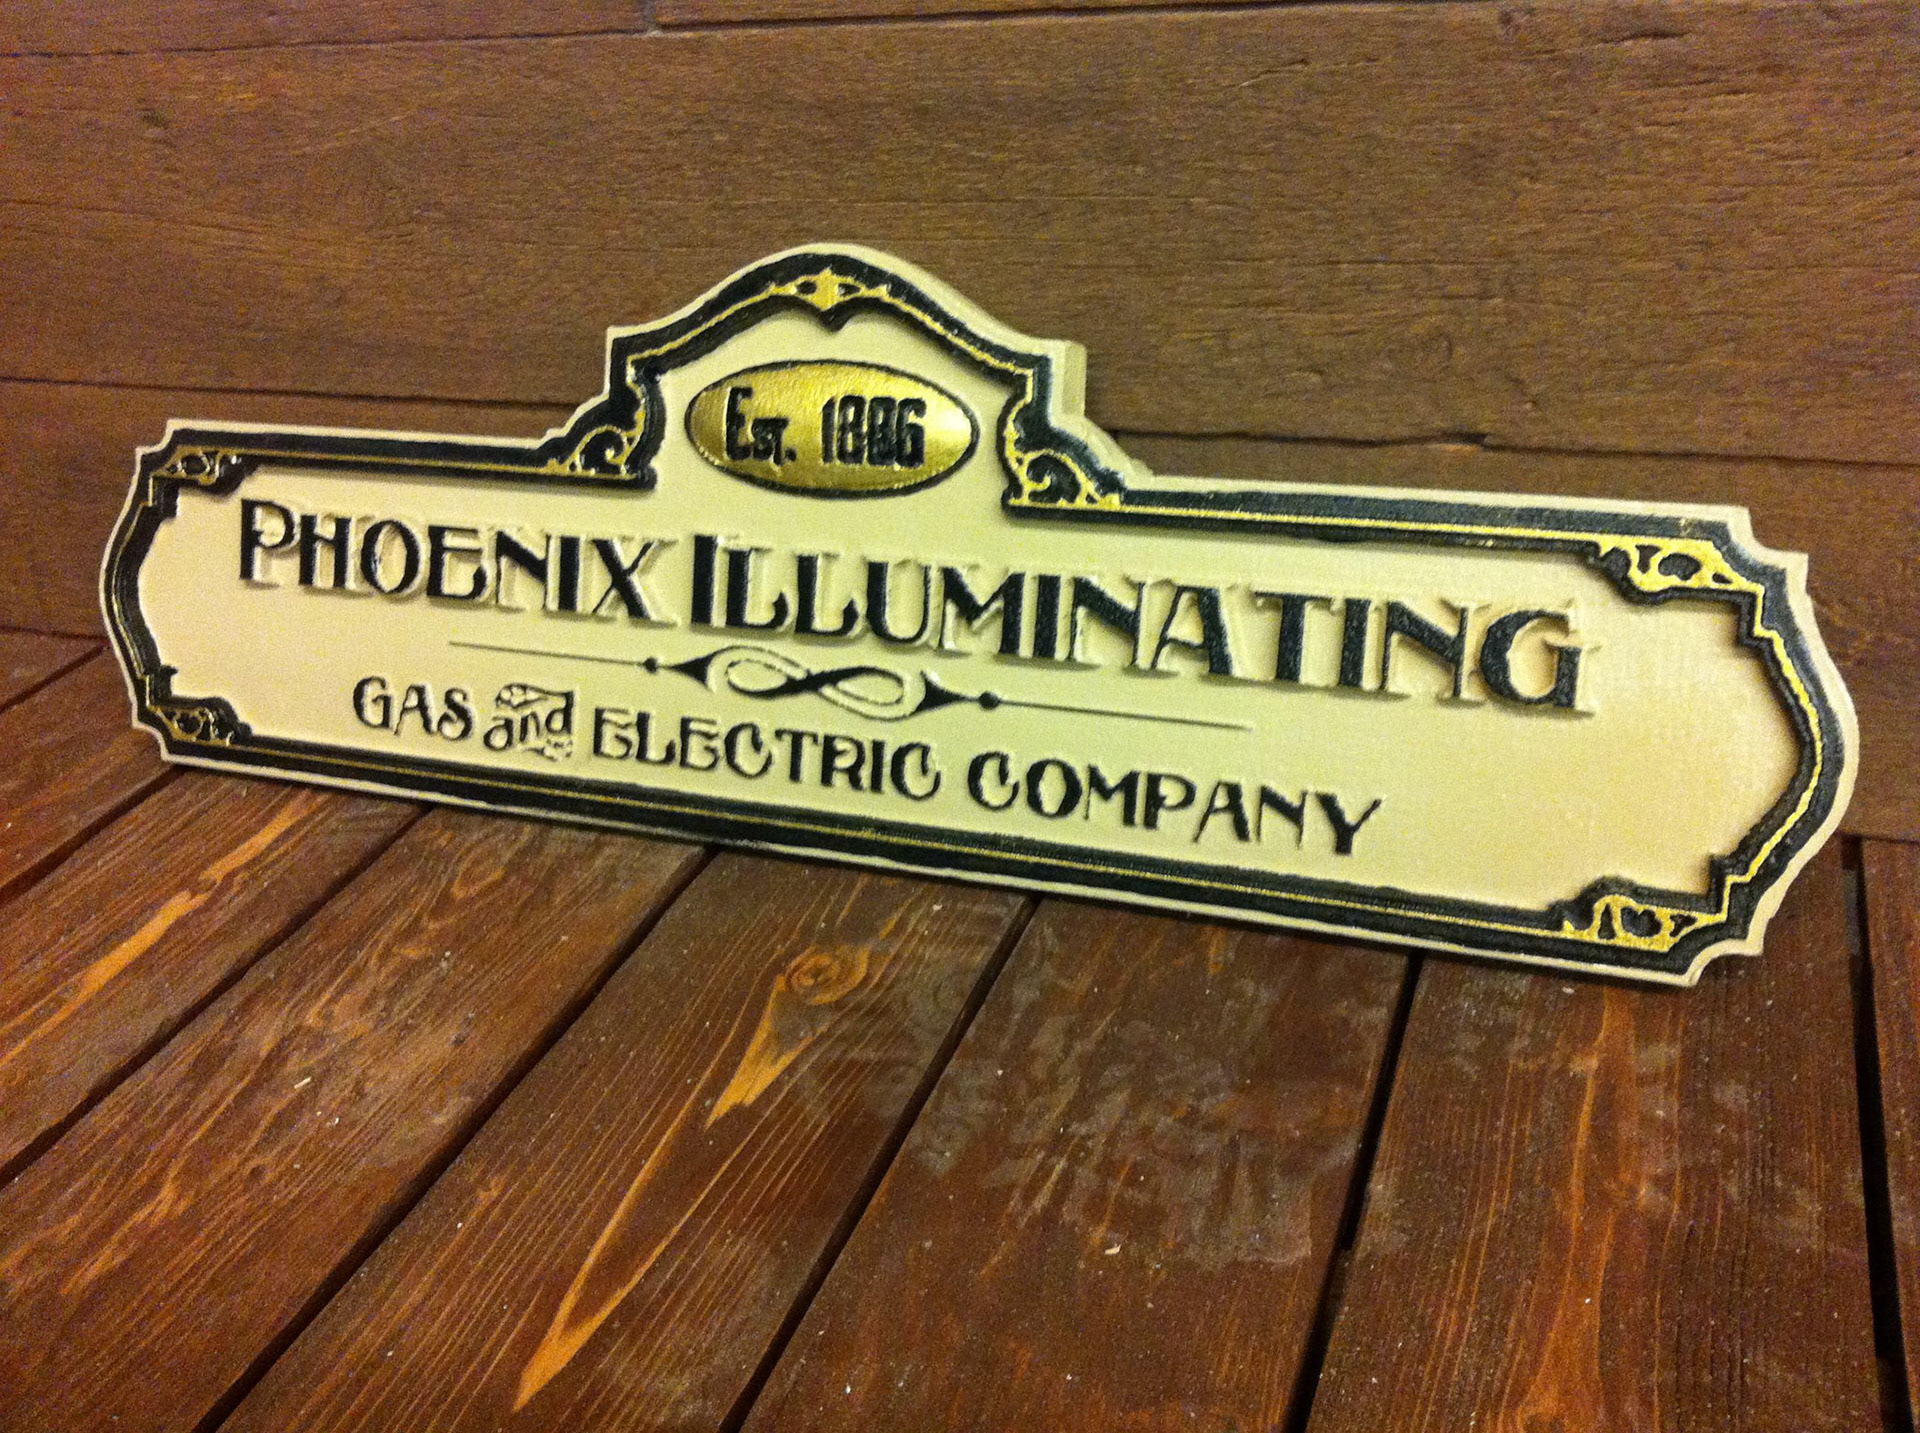 Est. 1886
Phoenix Illuminating
Gas and Electric Company